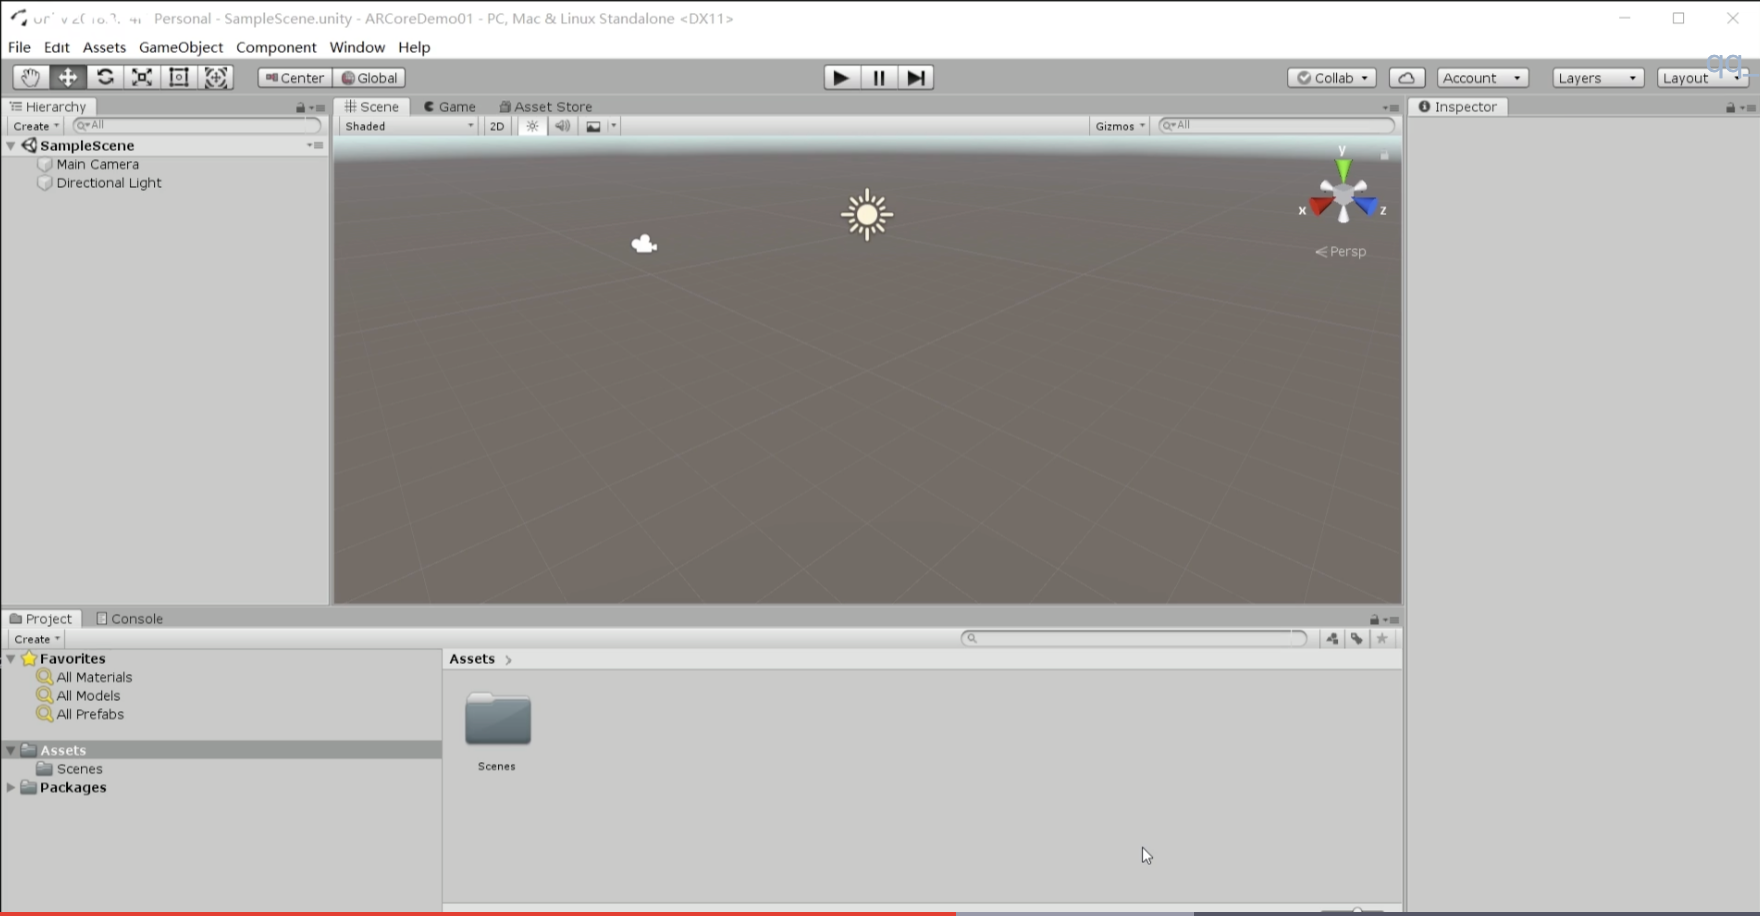 Personal - SampleScene.unity - ARCoreDemo01 - PC, Mac & Linux Standalone <DX11>
File Edit Assets GameObject Component Window Help
Center Global Collab Account Layers Layout
qq_
Hierarchy Scene Game Asset Store Inspector
Create All Shaded 2D Gizmos All
SampleScene
Main Camera
Directional Light
y
x z
Persp
Project Console
Create
Favorites Assets
All Materials
All Models
All Prefabs
Assets
Scenes Scenes
Packages